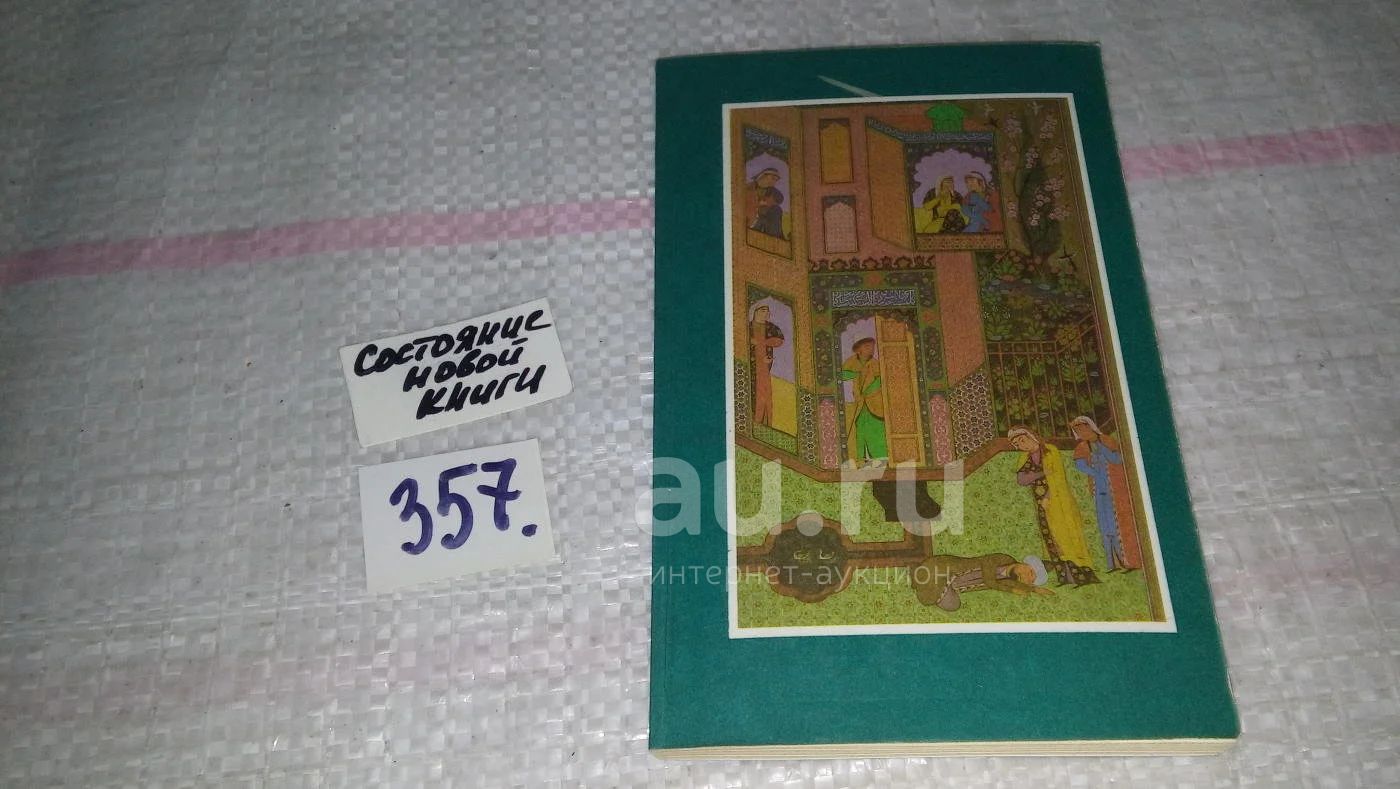 Состояние
новой
книги
357.
au.ru
интернет-аукцион